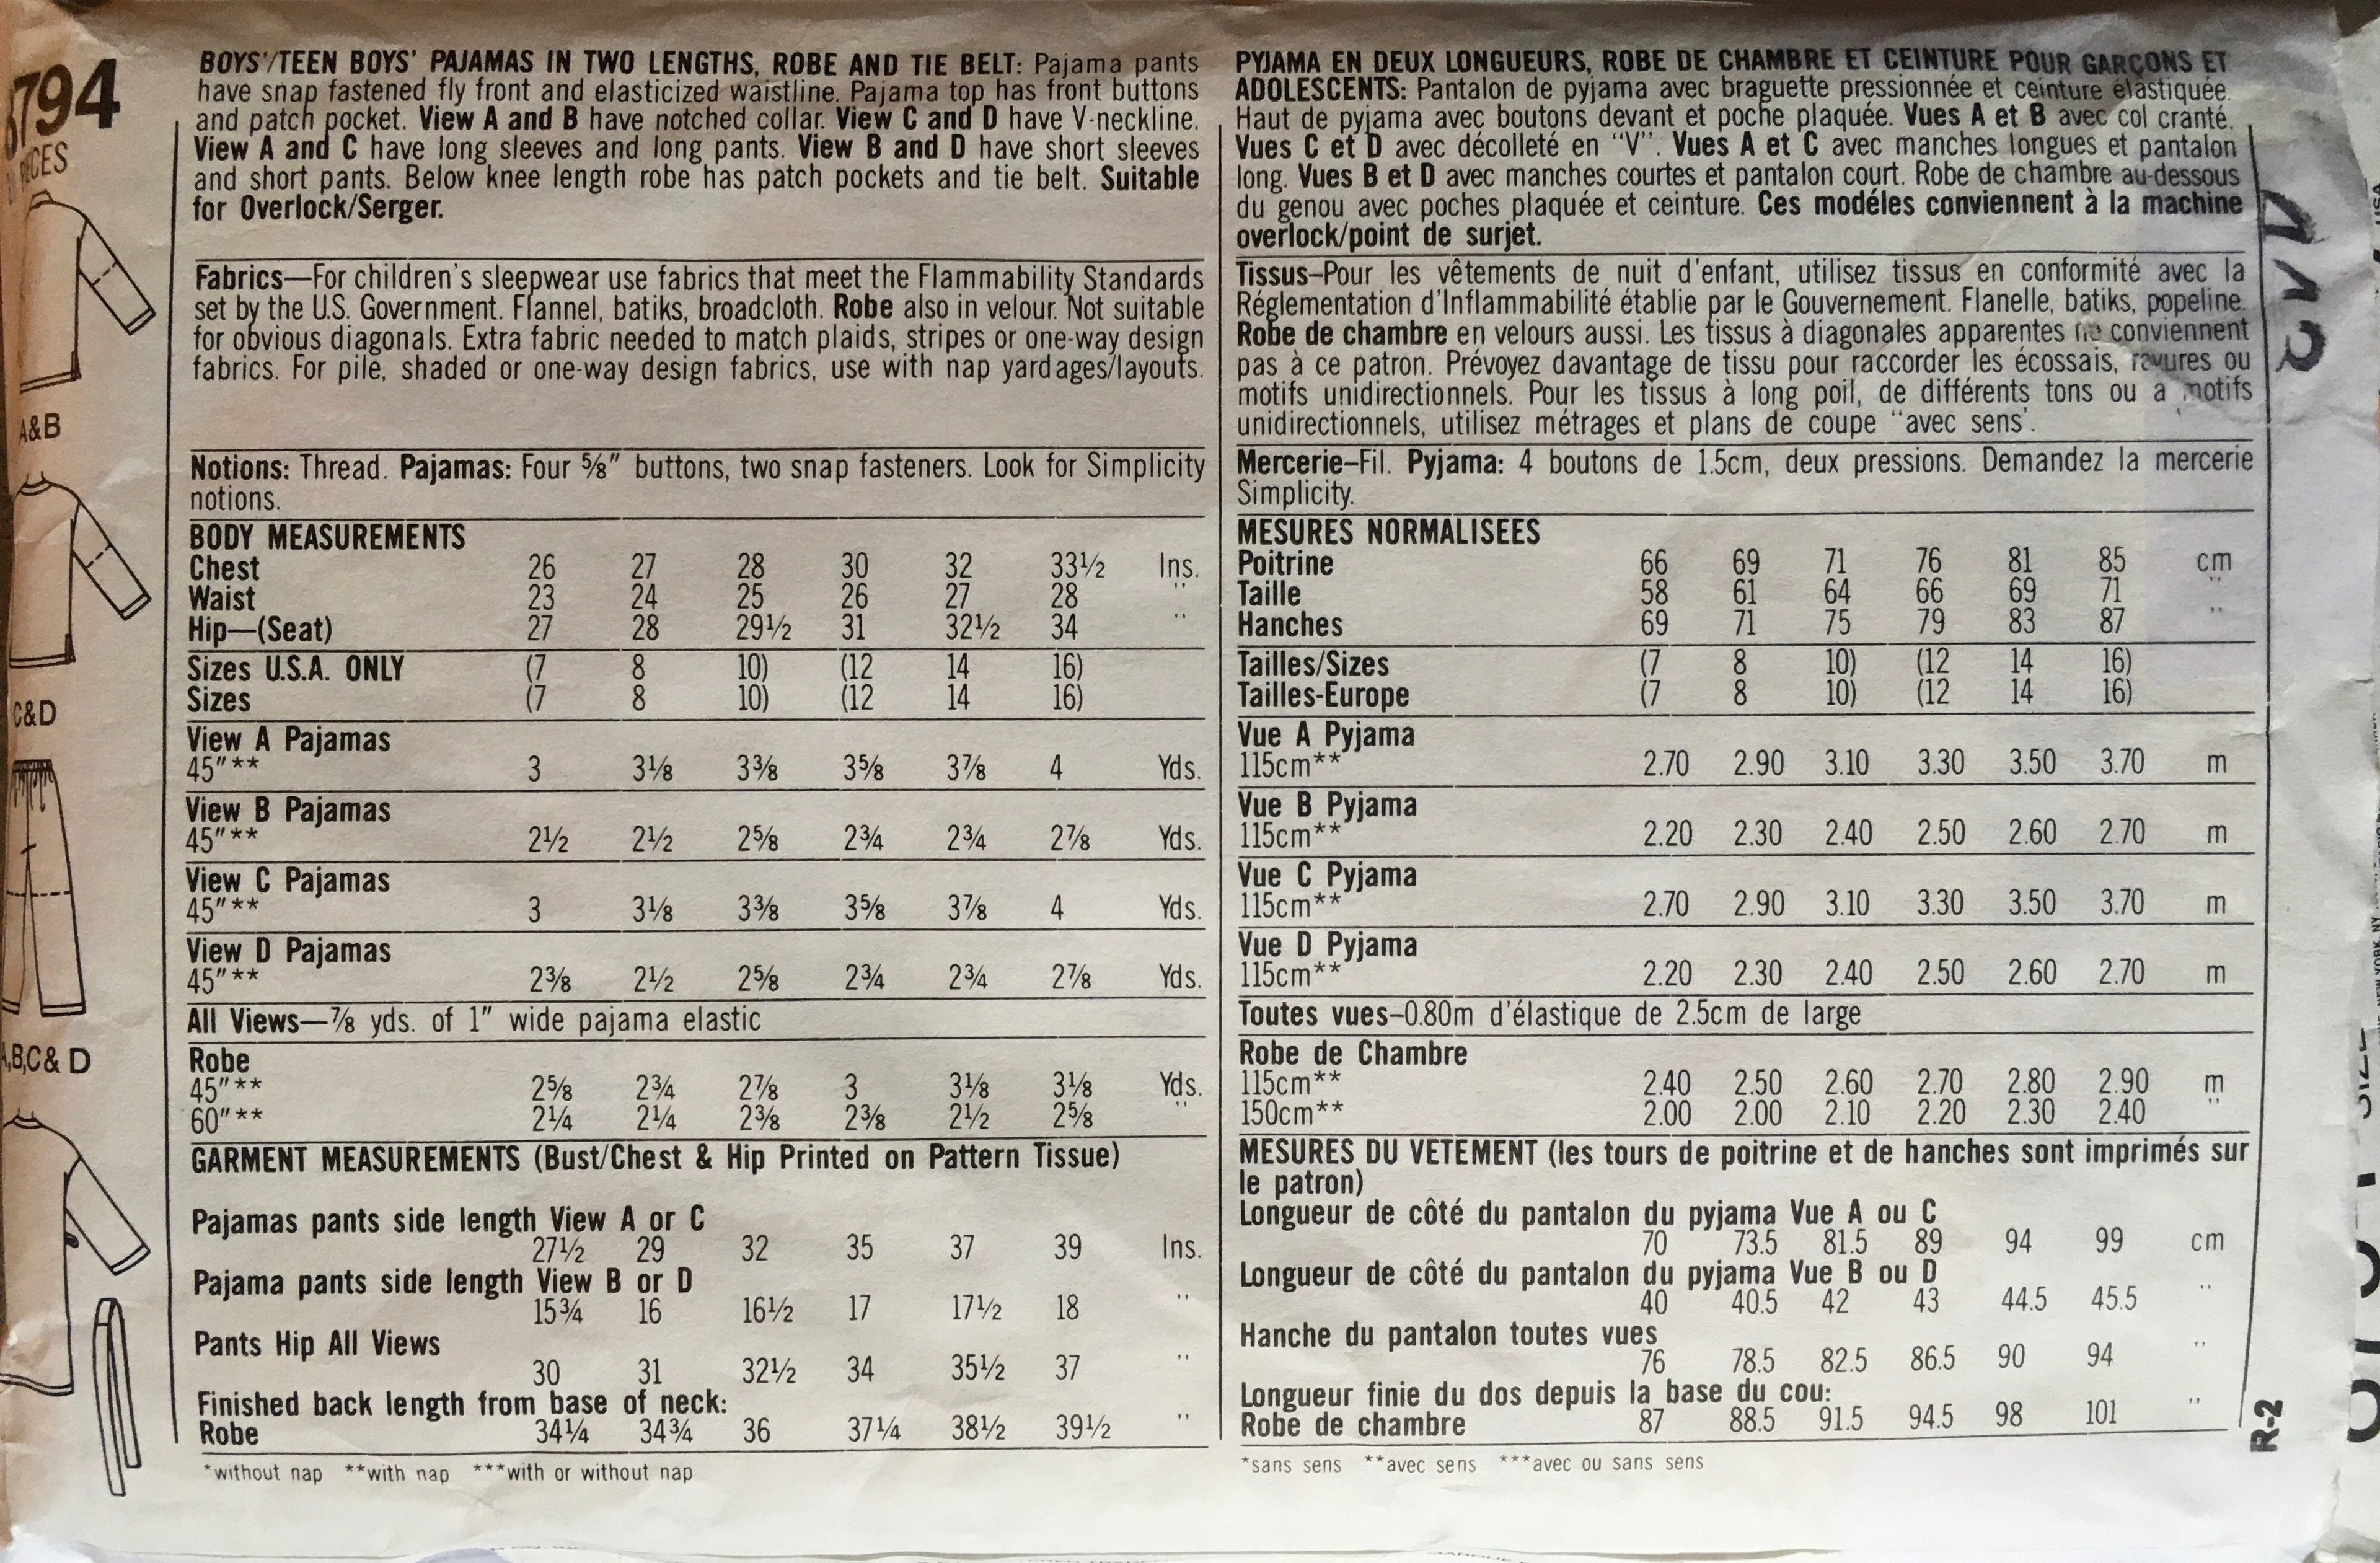 794
BOYS'/TEEN BOYS' PAJAMAS IN TWO LENGTHS, ROBE AND TIE BELT: Pajama pants
have snap fastened fly front and elasticized waistline. Pajama top has front buttons
and patch pocket. View A and B have notched collar. View C and D have V-neckline.
View A and C have long sleeves and long pants. View B and D have short sleeves
and short pants. Below knee length robe has patch pockets and tie belt. Suitable
for Overlock/Serger.
Fabrics—For children's sleepwear use fabrics that meet the Flammability Standards
set by the U.S. Government. Flannel, batiks, broadcloth. Robe also in velour. Not suitable
for obvious diagonals. Extra fabric needed to match plaids, stripes or one-way design
fabrics. For pile, shaded or one-way design fabrics, use with nap yardages/layouts.
Notions: Thread. Pajamas: Four ⅝" buttons, two snap fasteners. Look for Simplicity
notions.
BODY MEASUREMENTS
Chest 26 27 28 30 32 33½ Ins.
Waist 23 24 25 26 27 28 "
Hip—(Seat) 27 28 29½ 31 32½ 34 "
Sizes U.S.A. ONLY (7 8 10) (12 14 16)
Sizes (7 8 10) (12 14 16)
View A Pajamas
45"** 3 3⅛ 3⅜ 3⅝ 3⅞ 4 Yds.
View B Pajamas
45"** 2½ 2½ 2⅝ 2¾ 2¾ 2⅞ Yds.
View C Pajamas
45"** 3 3⅛ 3⅜ 3⅝ 3⅞ 4 Yds.
View D Pajamas
45"** 2⅜ 2½ 2⅝ 2¾ 2¾ 2⅞ Yds.
All Views—⅞ yds. of 1" wide pajama elastic
Robe
45"** 2⅝ 2¾ 2⅞ 3 3⅛ 3⅛ Yds.
60"** 2¼ 2¼ 2⅜ 2⅜ 2½ 2⅝ "
GARMENT MEASUREMENTS (Bust/Chest & Hip Printed on Pattern Tissue)
Pajamas pants side length View A or C
27½ 29 32 35 37 39 Ins.
Pajama pants side length View B or D
15¾ 16 16½ 17 17½ 18 "
Pants Hip All Views
30 31 32½ 34 35½ 37 "
Finished back length from base of neck:
Robe 34¼ 34¾ 36 37¼ 38½ 39½ "
*without nap **with nap ***with or without nap
PYJAMA EN DEUX LONGUEURS, ROBE DE CHAMBRE ET CEINTURE POUR GARÇONS ET
ADOLESCENTS: Pantalon de pyjama avec braguette pressionnée et ceinture élastiquée.
Haut de pyjama avec boutons devant et poche plaquée. Vues A et B avec col cranté.
Vues C et D avec décolleté en "V". Vues A et C avec manches longues et pantalon
long. Vues B et D avec manches courtes et pantalon court. Robe de chambre au-dessous
du genou avec poches plaquée et ceinture. Ces modéles conviennent à la machine
overlock/point de surjet.
Tissus–Pour les vêtements de nuit d'enfant, utilisez tissus en conformité avec la
Réglementation d'Inflammabilité établie par le Gouvernement. Flanelle, batiks, popeline.
Robe de chambre en velours aussi. Les tissus à diagonales apparentes ne conviennent
pas à ce patron. Prévoyez davantage de tissu pour raccorder les écossais, rayures ou
motifs unidirectionnels. Pour les tissus à long poil, de différents tons ou a motifs
unidirectionnels, utilisez métrages et plans de coupe "avec sens'.
Mercerie–Fil. Pyjama: 4 boutons de 1.5cm, deux pressions. Demandez la mercerie
Simplicity.
MESURES NORMALISEES
Poitrine 66 69 71 76 81 85 cm
Taille 58 61 64 66 69 71 "
Hanches 69 71 75 79 83 87 "
Tailles/Sizes (7 8 10) (12 14 16)
Tailles-Europe (7 8 10) (12 14 16)
Vue A Pyjama
115cm** 2.70 2.90 3.10 3.30 3.50 3.70 m
Vue B Pyjama
115cm** 2.20 2.30 2.40 2.50 2.60 2.70 m
Vue C Pyjama
115cm** 2.70 2.90 3.10 3.30 3.50 3.70 m
Vue D Pyjama
115cm** 2.20 2.30 2.40 2.50 2.60 2.70 m
Toutes vues–0.80m d'élastique de 2.5cm de large
Robe de Chambre
115cm** 2.40 2.50 2.60 2.70 2.80 2.90 m
150cm** 2.00 2.00 2.10 2.20 2.30 2.40 "
MESURES DU VETEMENT (les tours de poitrine et de hanches sont imprimés sur
le patron)
Longueur de côté du pantalon du pyjama Vue A ou C
70 73.5 81.5 89 94 99 cm
Longueur de côté du pantalon du pyjama Vue B ou D
40 40.5 42 43 44.5 45.5 "
Hanche du pantalon toutes vues
76 78.5 82.5 86.5 90 94 "
Longueur finie du dos depuis la base du cou:
Robe de chambre 87 88.5 91.5 94.5 98 101 "
*sans sens **avec sens ***avec ou sans sens
A&B
C&D
A,B,C& D
R-2